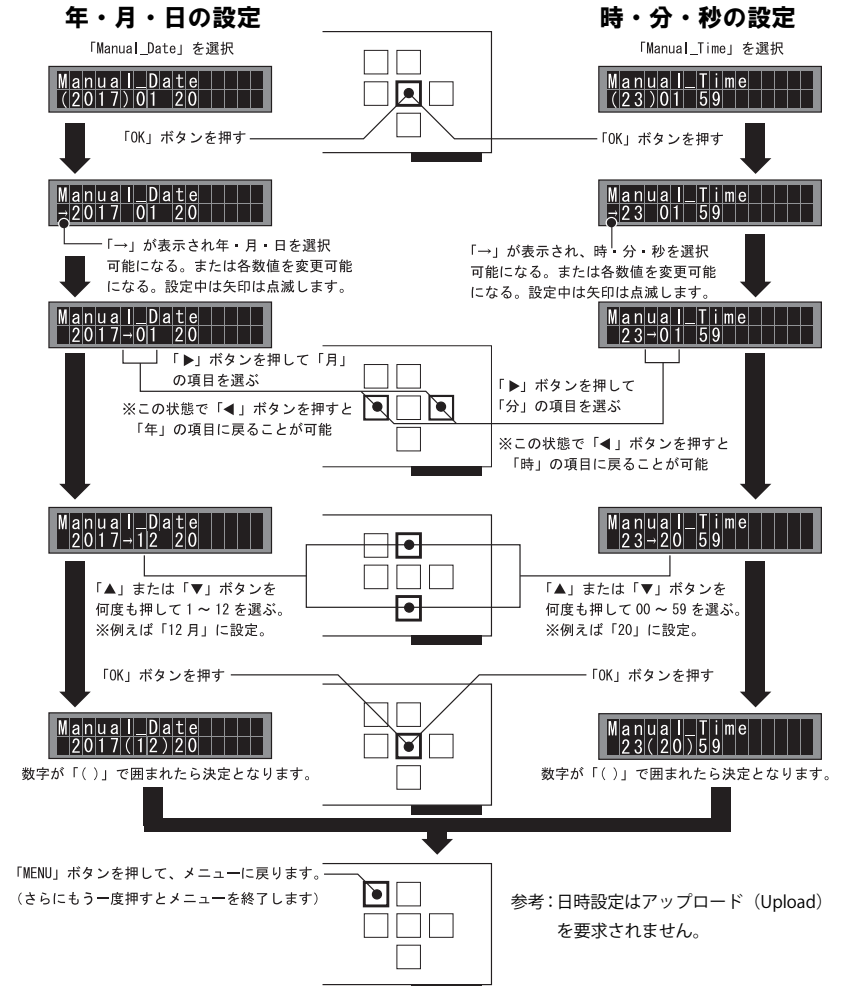 年・月・日の設定
「Manual_Date」を選択
Manual_Date
(2017)01 20
「OK」ボタンを押す
Manual_Date
→2017 01 20
「→」が表示され年・月・日を選択
可能になる。または各数値を変更可能
になる。設定中は矢印は点滅します。
Manual_Date
2017→01 20
「▶」ボタンを押して「月」
の項目を選ぶ
※この状態で「◀」ボタンを押すと
「年」の項目に戻ることが可能
Manual_Date
2017→12 20
「▲」または「▼」ボタンを
何度も押して 1 ～ 12 を選ぶ。
※例えば「12 月」に設定。
「OK」ボタンを押す
Manual_Date
2017(12)20
数字が「( )」で囲まれたら決定となります。
時・分・秒の設定
「Manual_Time」を選択
Manual_Time
(23)01 59
「OK」ボタンを押す
Manual_Time
→23 01 59
「→」が表示され、時・分・秒を選択
可能になる。または各数値を変更可能
になる。設定中は矢印は点滅します。
Manual_Time
23→01 59
「▶」ボタンを押して
「分」の項目を選ぶ
※この状態で「◀」ボタンを押すと
「時」の項目に戻ることが可能
Manual_Time
23→20 59
「▲」または「▼」ボタンを
何度も押して 00 ～ 59 を選ぶ。
※例えば「20」に設定。
「OK」ボタンを押す
Manual_Time
23(20)59
数字が「( )」で囲まれたら決定となります。
「MENU」ボタンを押して、メニューに戻ります。
（さらにもう一度押すとメニューを終了します）
参考：日時設定はアップロード（Upload）
を要求されません。